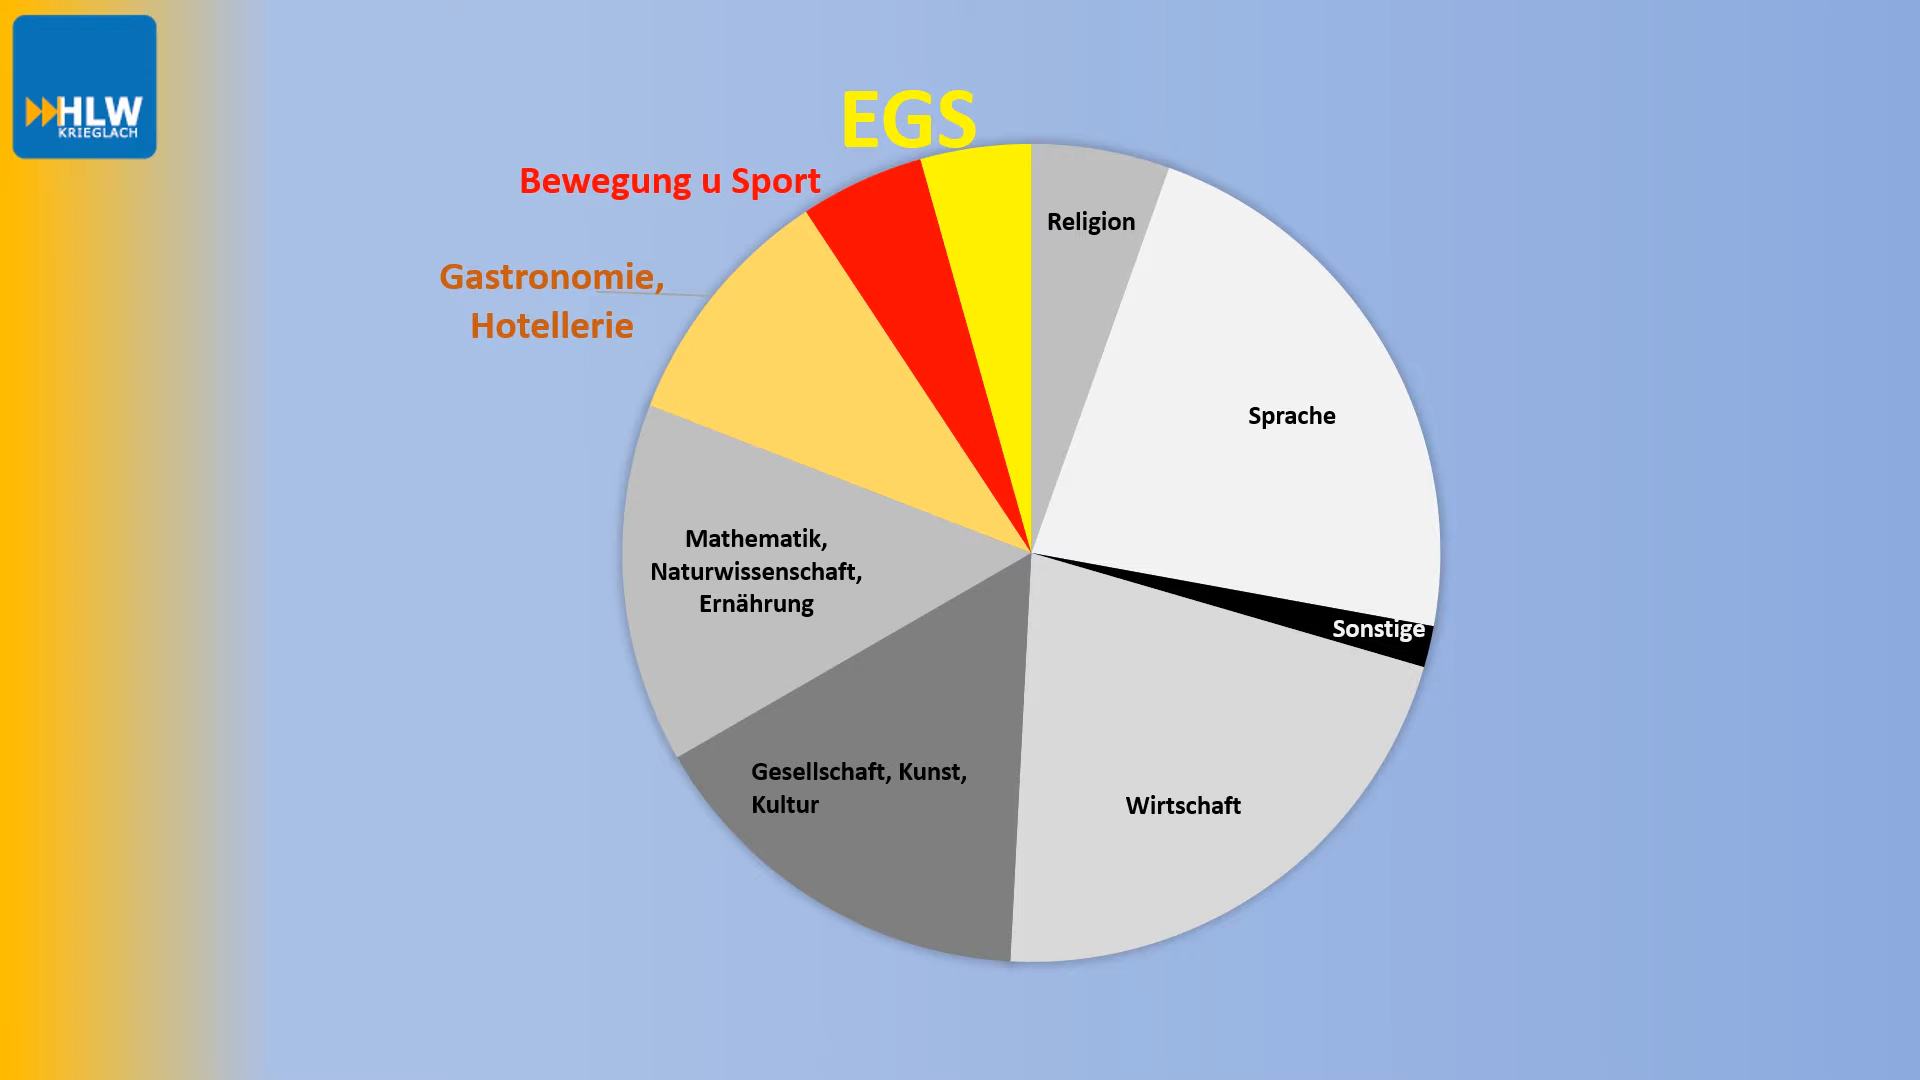 HLW
KRIEGLACH
EGS
Bewegung u Sport
Religion
Gastronomie,
Hotellerie
Sprache
Mathematik,
Naturwissenschaft,
Ernährung
Sonstige
Gesellschaft, Kunst,
Kultur
Wirtschaft